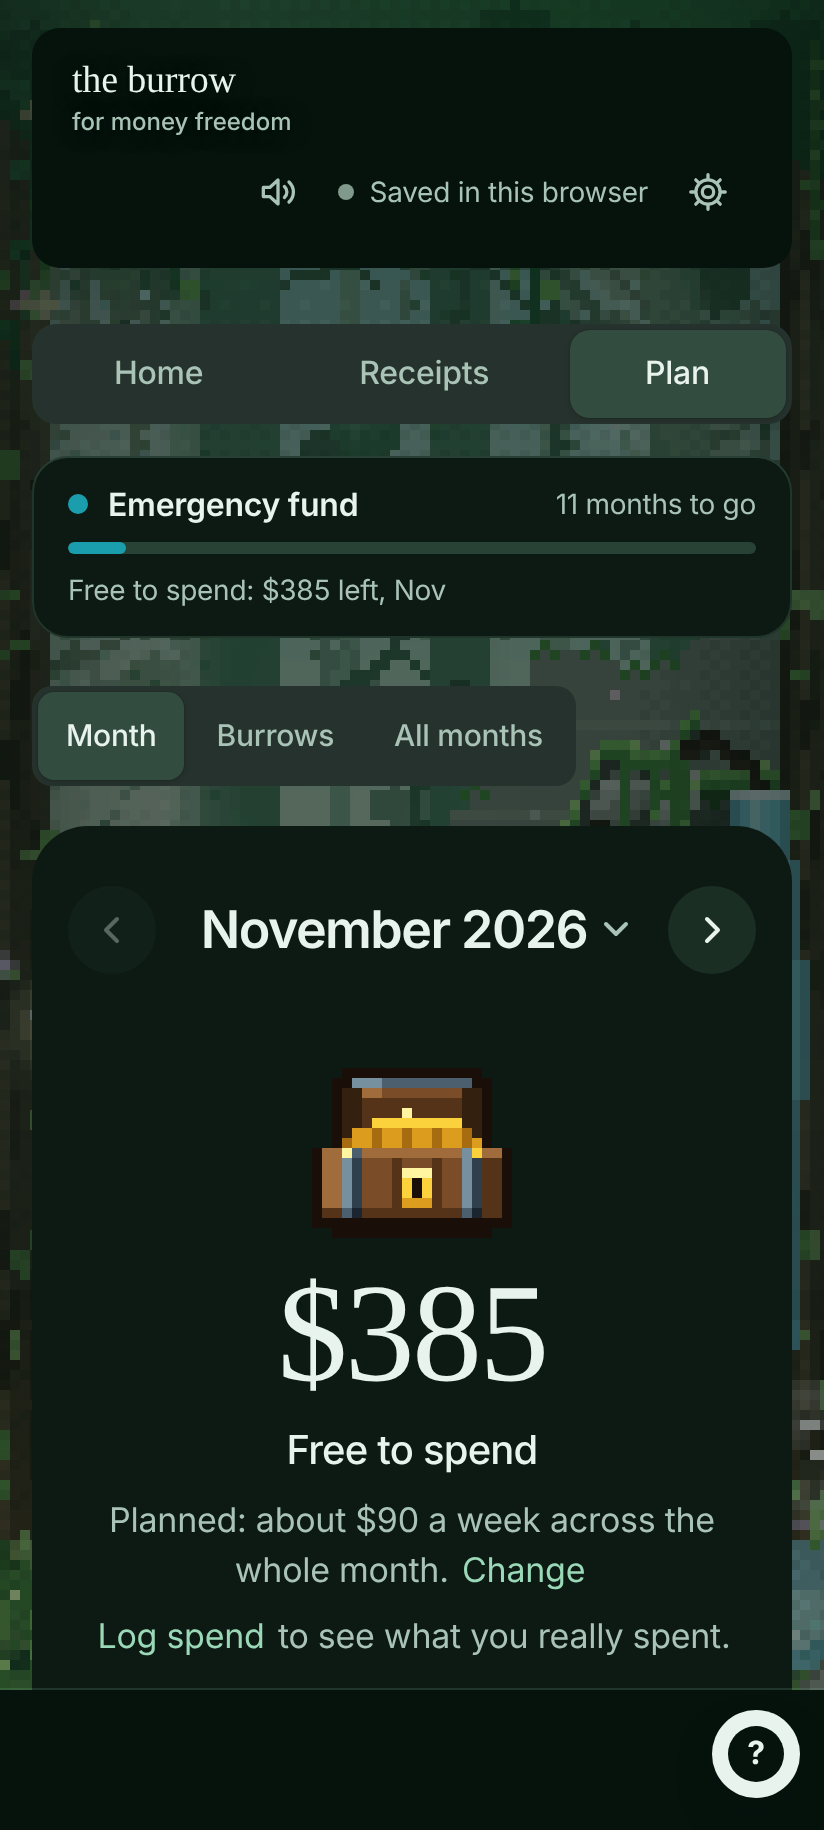 the burrow
for money freedom
Saved in this browser
Home Receipts Plan
Emergency fund 11 months to go
Free to spend: $385 left, Nov
Month Burrows All months
November 2026
$385
Free to spend
Planned: about $90 a week across the
whole month. Change
Log spend to see what you really spent.
?